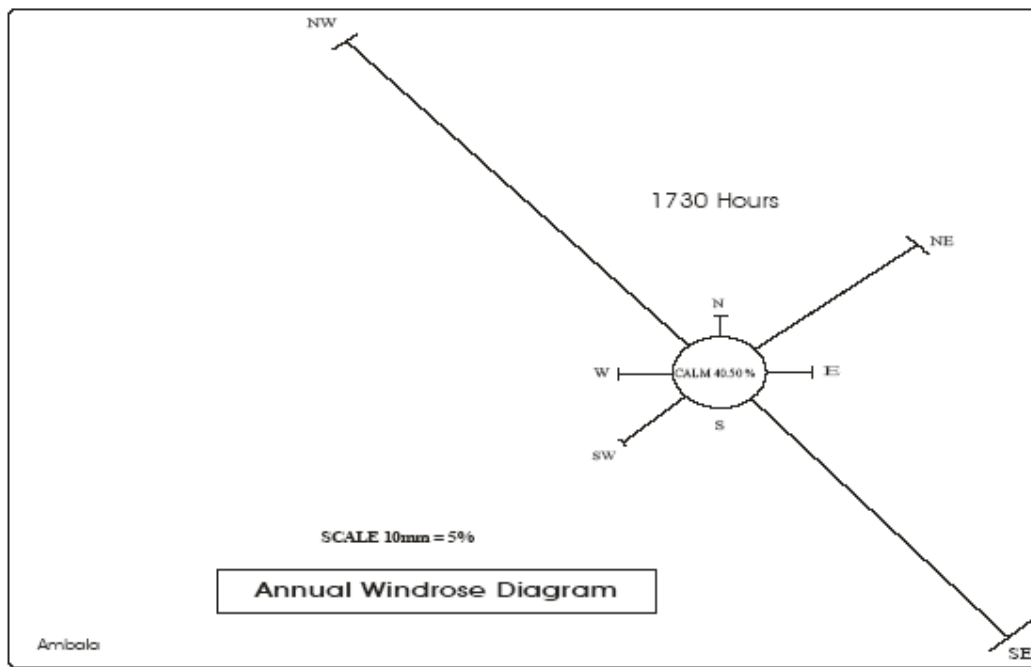 NW
1730 Hours
NE
N
W
CALM 40.50 %
E
S
SW
SCALE 10mm = 5%
Annual Windrose Diagram
Ambala
SE